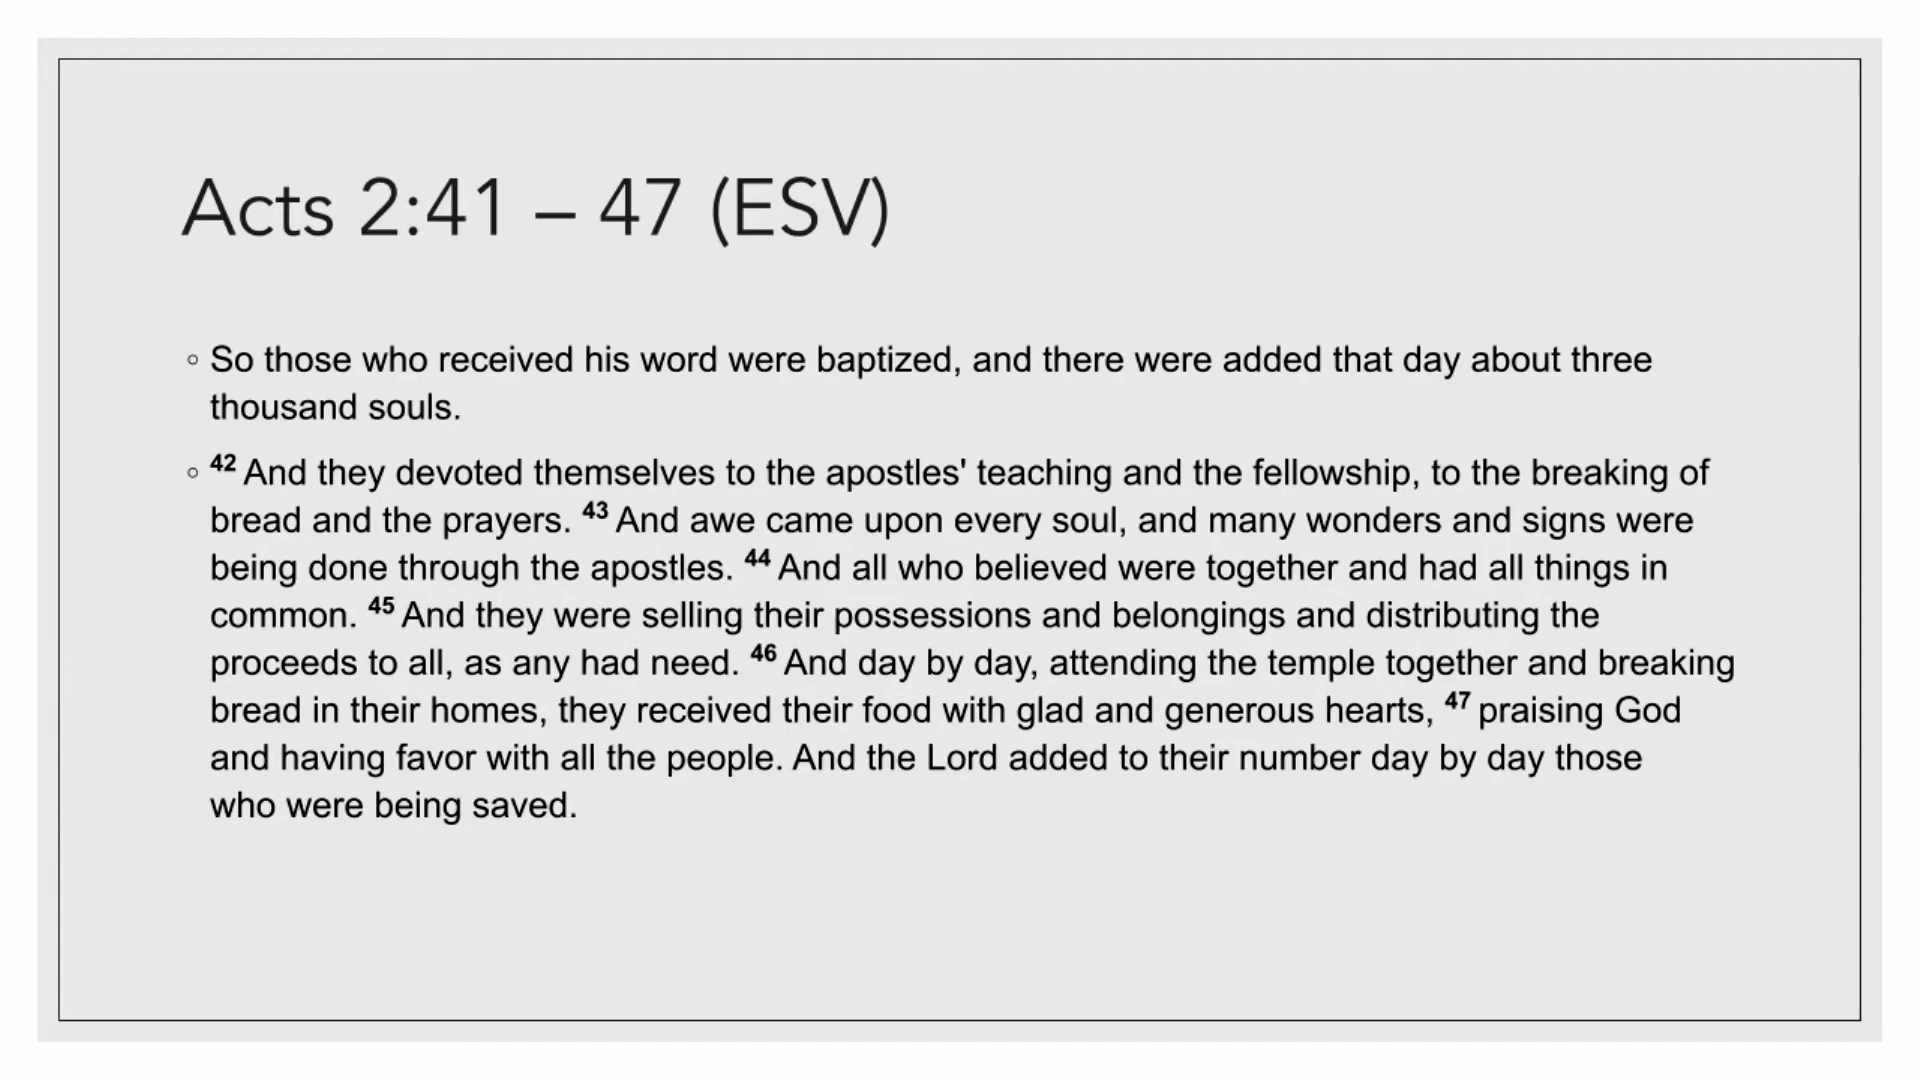 Acts 2:41 – 47 (ESV)
◦ So those who received his word were baptized, and there were added that day about three
thousand souls.
◦ 42 And they devoted themselves to the apostles' teaching and the fellowship, to the breaking of
bread and the prayers. 43 And awe came upon every soul, and many wonders and signs were
being done through the apostles. 44 And all who believed were together and had all things in
common. 45 And they were selling their possessions and belongings and distributing the
proceeds to all, as any had need. 46 And day by day, attending the temple together and breaking
bread in their homes, they received their food with glad and generous hearts, 47 praising God
and having favor with all the people. And the Lord added to their number day by day those
who were being saved.